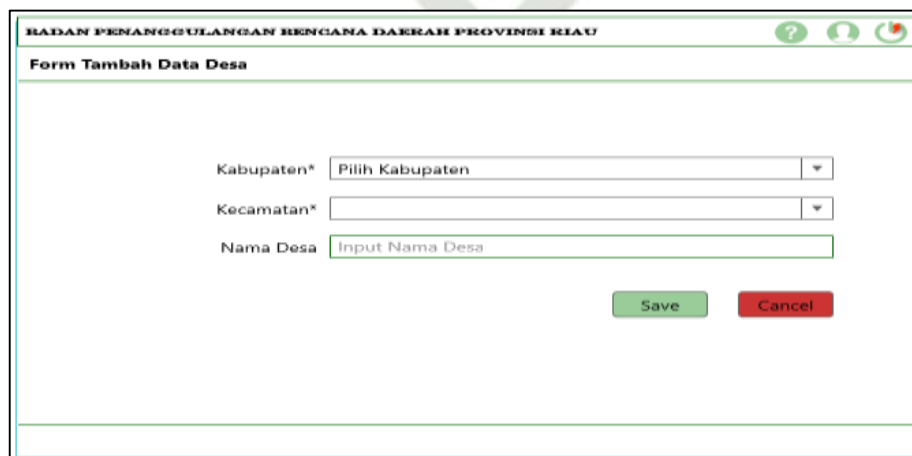 BADAN PENANGGULANGAN BENCANA DAERAH PROVINSI RIAU
?
Form Tambah Data Desa
Kabupaten* Pilih Kabupaten
Kecamatan*
Nama Desa Input Nama Desa
Save Cancel